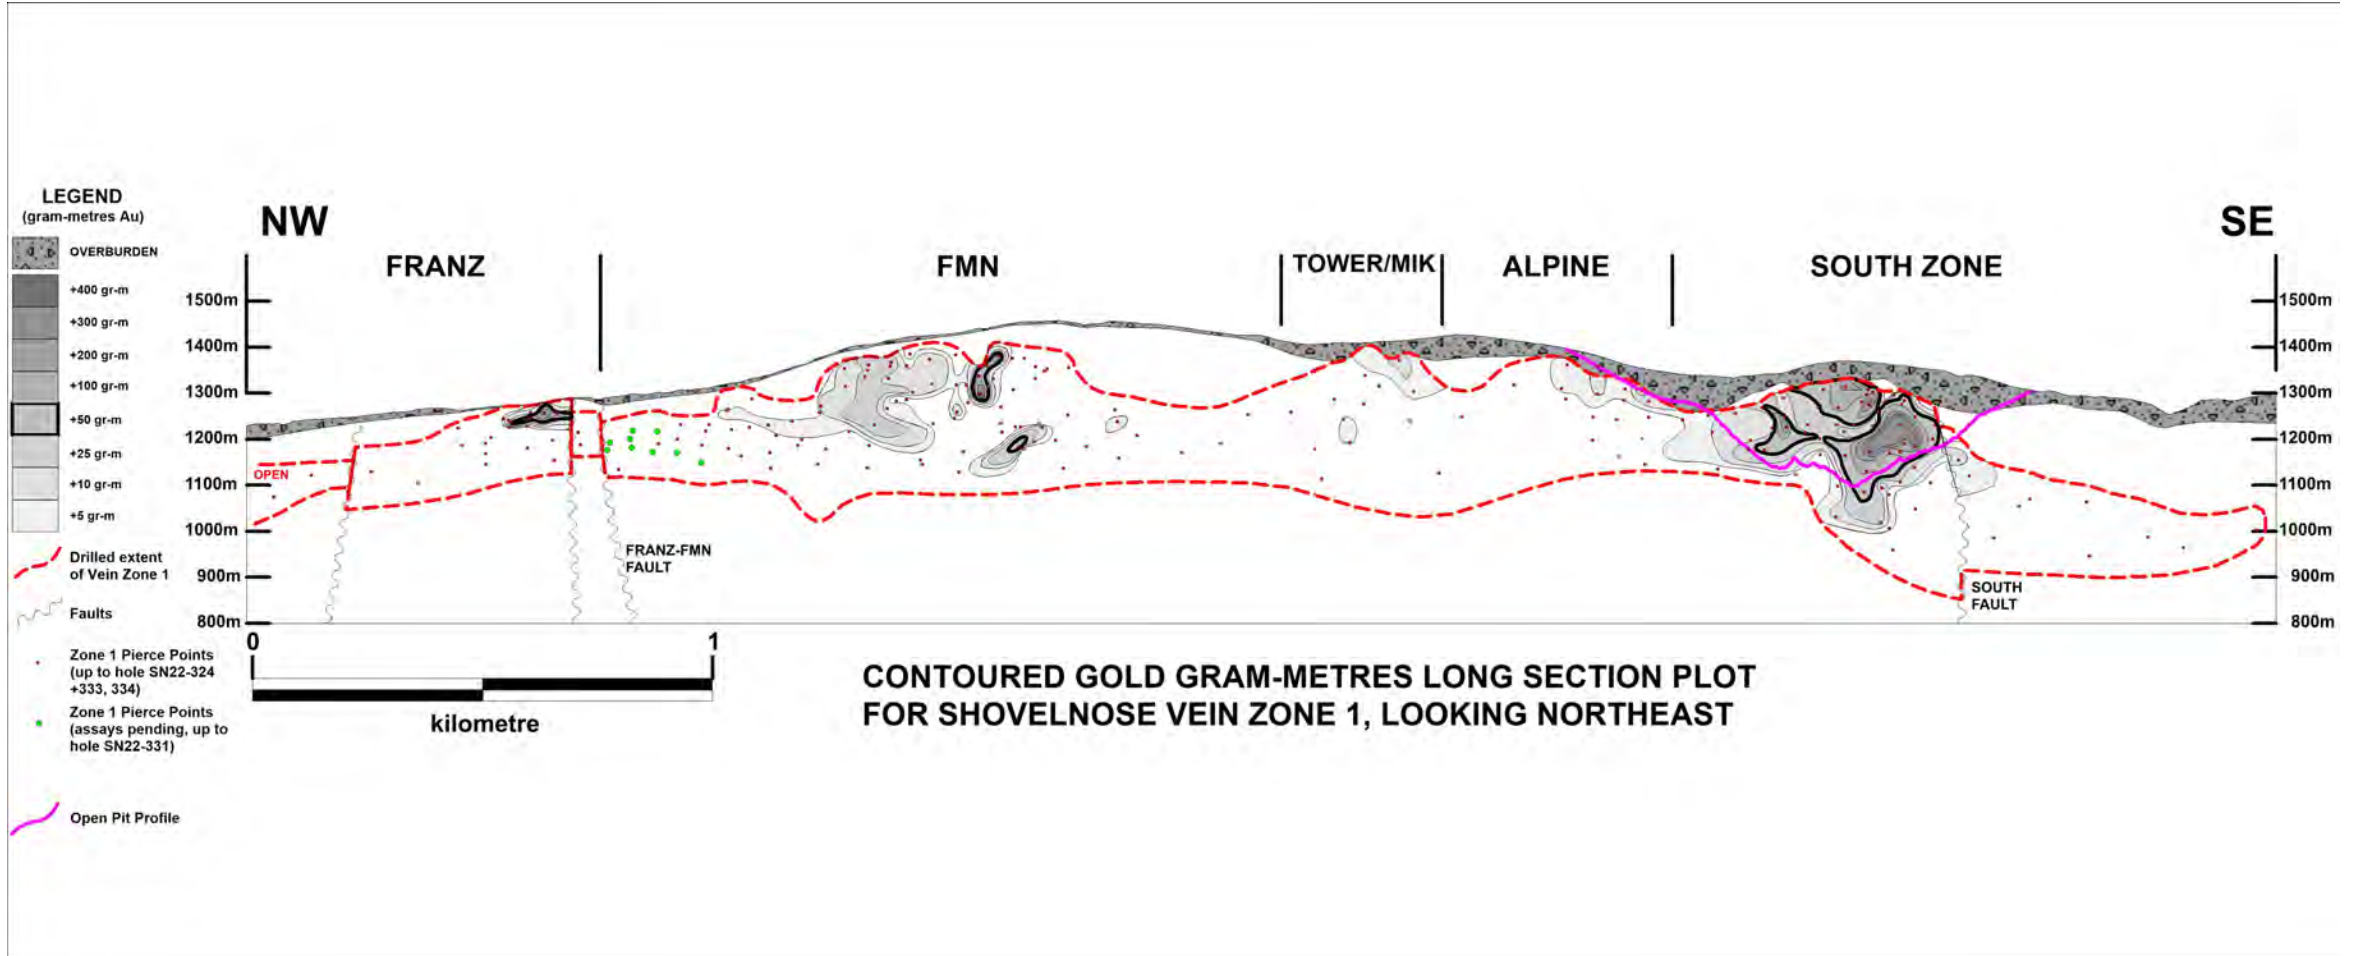 LEGEND
(gram-metres Au)
OVERBURDEN
+400 gr-m
+300 gr-m
+200 gr-m
+100 gr-m
+50 gr-m
+25 gr-m
+10 gr-m
+5 gr-m
Drilled extent
of Vein Zone 1
Faults
Zone 1 Pierce Points
(up to hole SN22-324
+333, 334)
Zone 1 Pierce Points
(assays pending, up to
hole SN22-331)
Open Pit Profile
NW
SE
FRANZ
FMN
TOWER/MIK
ALPINE
SOUTH ZONE
1500m
1400m
1300m
1200m
1100m
1000m
900m
800m
1500m
1400m
1300m
1200m
1100m
1000m
900m
800m
OPEN
FRANZ-FMN
FAULT
SOUTH
FAULT
0
1
kilometre
CONTOURED GOLD GRAM-METRES LONG SECTION PLOT
FOR SHOVELNOSE VEIN ZONE 1, LOOKING NORTHEAST